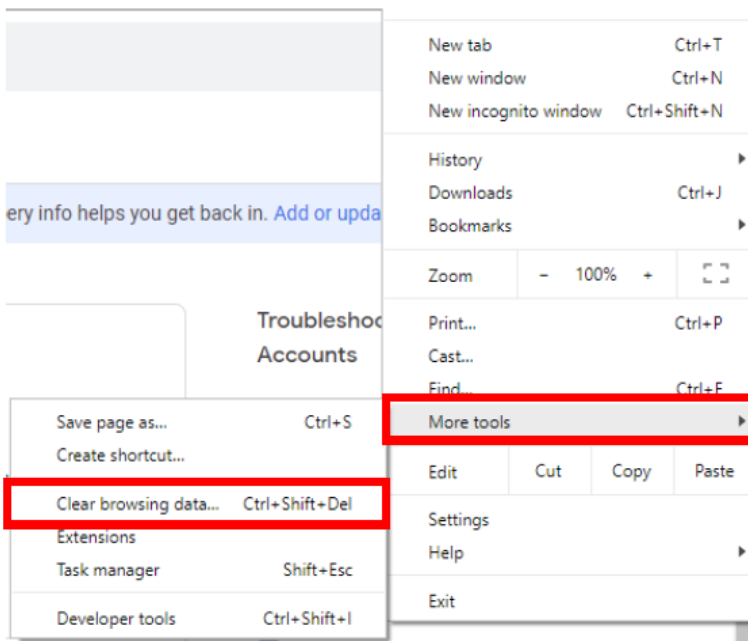 New tab Ctrl+T
New window Ctrl+N
New incognito window Ctrl+Shift+N
History
Downloads Ctrl+J
Bookmarks
ery info helps you get back in. Add or upda
Zoom - 100% +
Troubleshoo
Accounts
Print... Ctrl+P
Cast...
Find... Ctrl+F
More tools
Edit Cut Copy Paste
Settings
Help
Exit
Save page as... Ctrl+S
Create shortcut...
Clear browsing data... Ctrl+Shift+Del
Extensions
Task manager Shift+Esc
Developer tools Ctrl+Shift+I